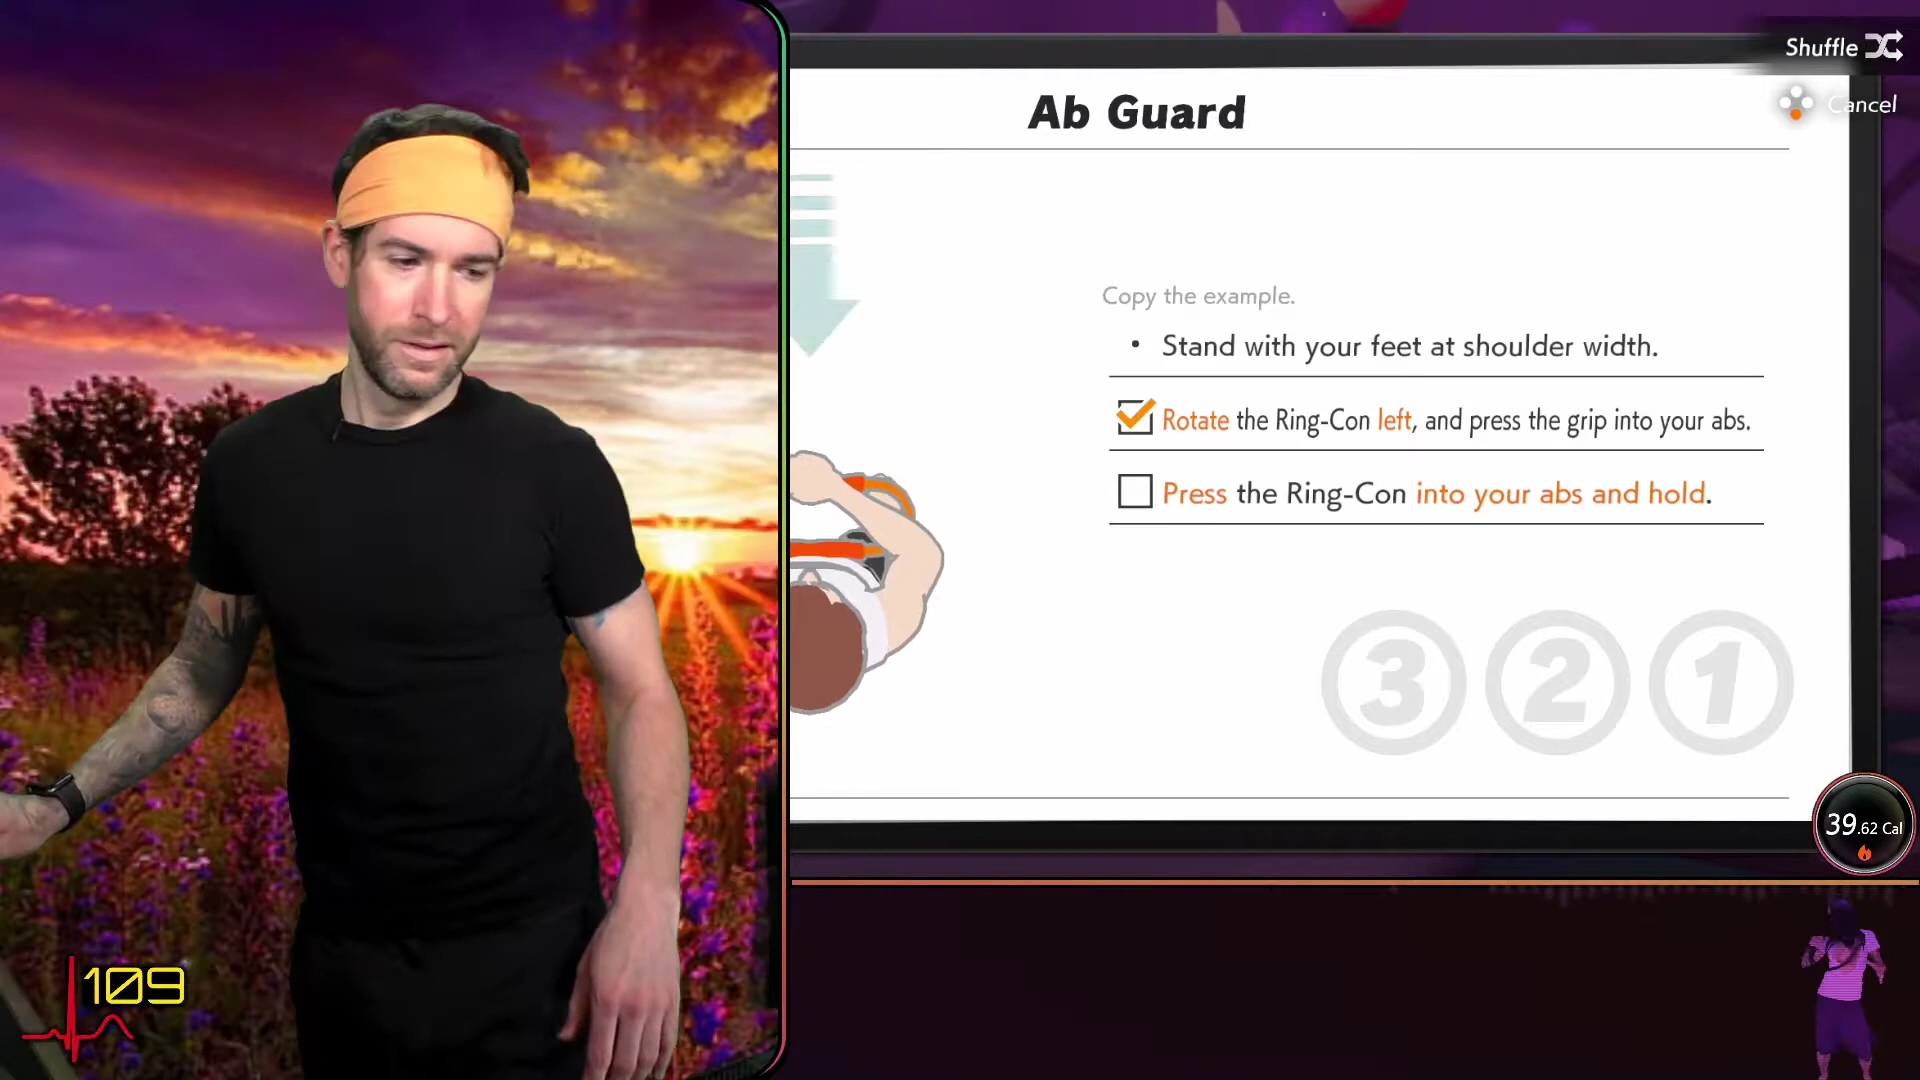 Shuffle
Cancel
Ab Guard
Copy the example.
• Stand with your feet at shoulder width.
Rotate the Ring-Con left, and press the grip into your abs.
Press the Ring-Con into your abs and hold.
3 2 1
39.62 Cal
109